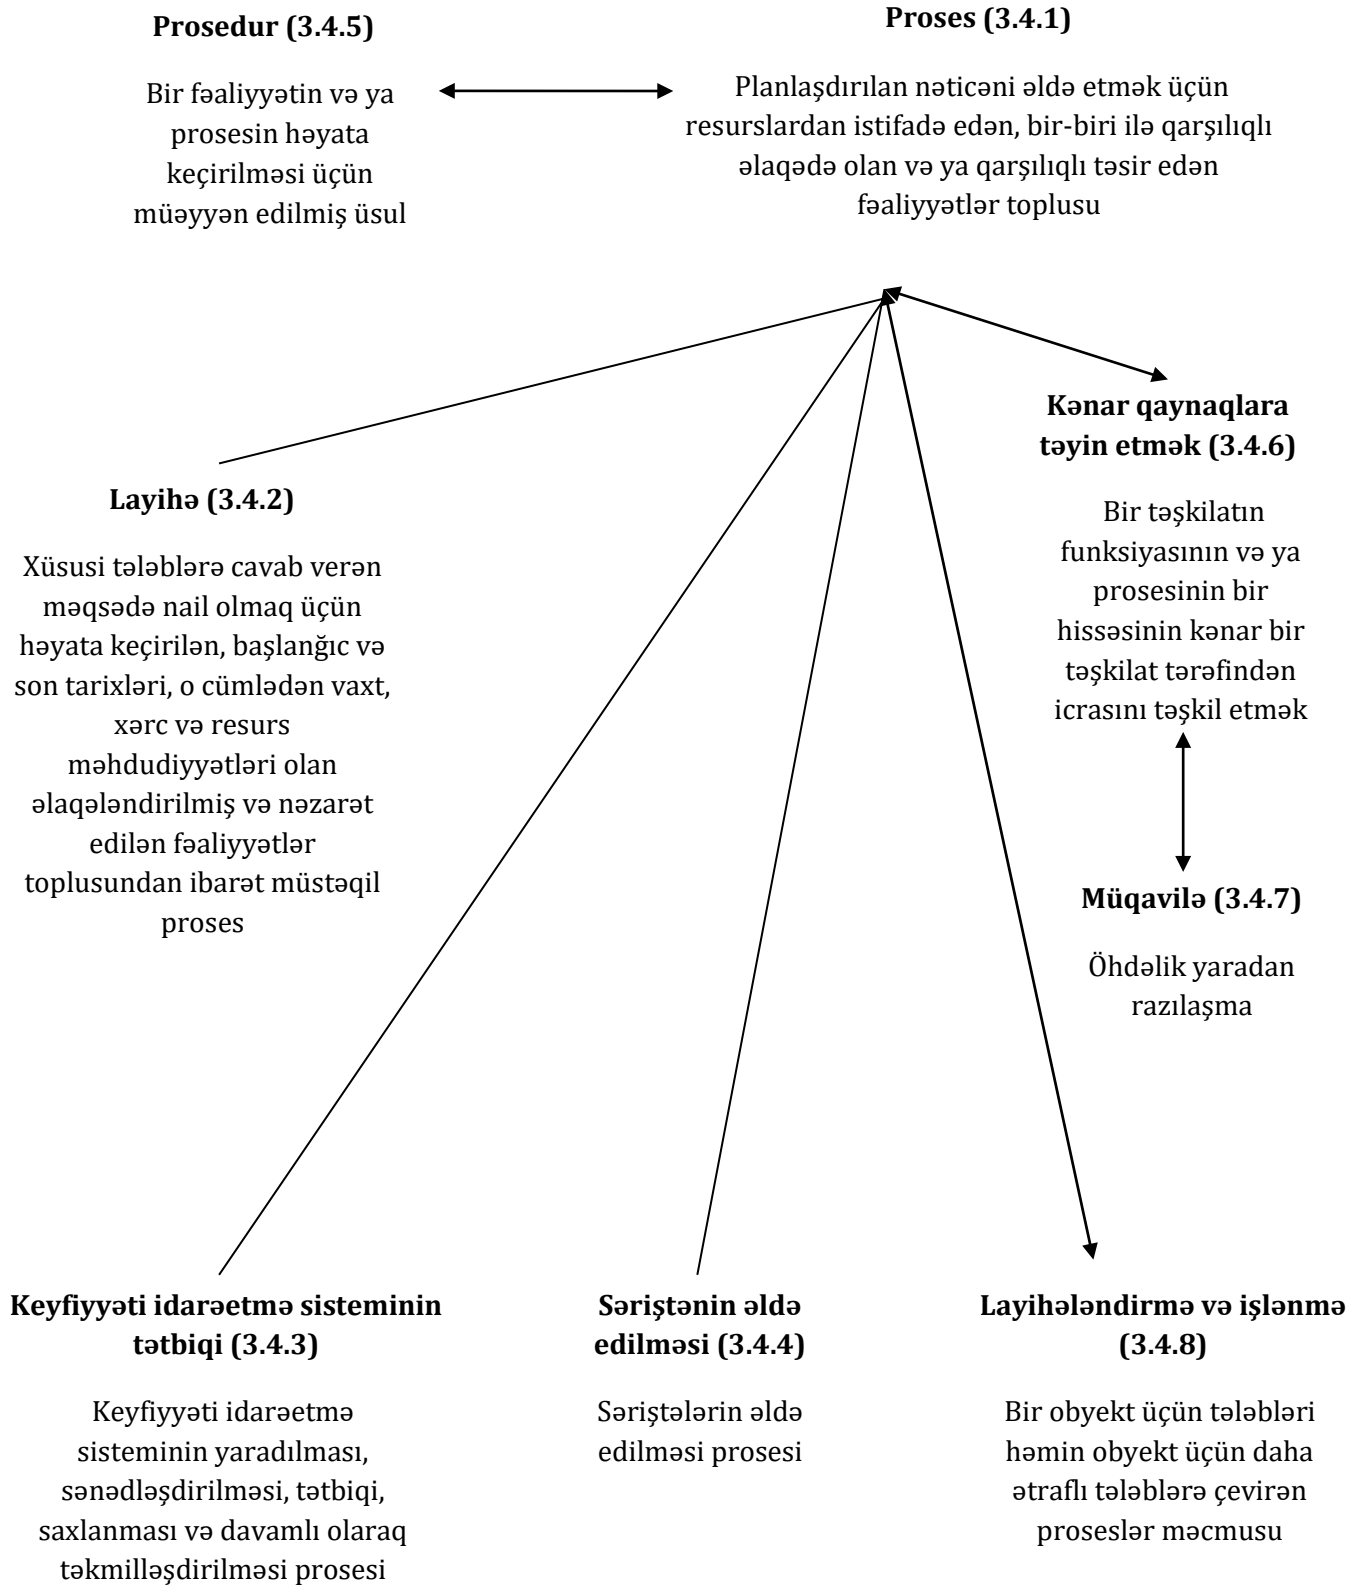 Prosedur (3.4.5)
Bir fəaliyyətin və ya
prosesin həyata
keçirilməsi üçün
müəyyən edilmiş üsul
Proses (3.4.1)
Planlaşdırılan nəticəni əldə etmək üçün
resurslardan istifadə edən, bir-biri ilə qarşılıqlı
əlaqədə olan və ya qarşılıqlı təsir edən
fəaliyyətlər toplusu
Layihə (3.4.2)
Xüsusi tələblərə cavab verən
məqsədə nail olmaq üçün
həyata keçirilən, başlanğıc və
son tarixləri, o cümlədən vaxt,
xərc və resurs
məhdudiyyətləri olan
əlaqələndirilmiş və nəzarət
edilən fəaliyyətlər
toplusundan ibarət müstəqil
proses
Kənar qaynaqlara
təyin etmək (3.4.6)
Bir təşkilatın
funksiyasının və ya
prosesinin bir
hissəsinin kənar bir
təşkilat tərəfindən
icrasını təşkil etmək
Müqavilə (3.4.7)
Öhdəlik yaradan
razılaşma
Keyfiyyəti idarəetmə sisteminin
tətbiqi (3.4.3)
Keyfiyyəti idarəetmə
sisteminin yaradılması,
sənədləşdirilməsi, tətbiqi,
saxlanması və davamlı olaraq
təkmilləşdirilməsi prosesi
Səriştənin əldə
edilməsi (3.4.4)
Səriştələrin əldə
edilməsi prosesi
Layihələndirmə və işlənmə
(3.4.8)
Bir obyekt üçün tələbləri
həmin obyekt üçün daha
ətraflı tələblərə çevirən
proseslər məcmusu